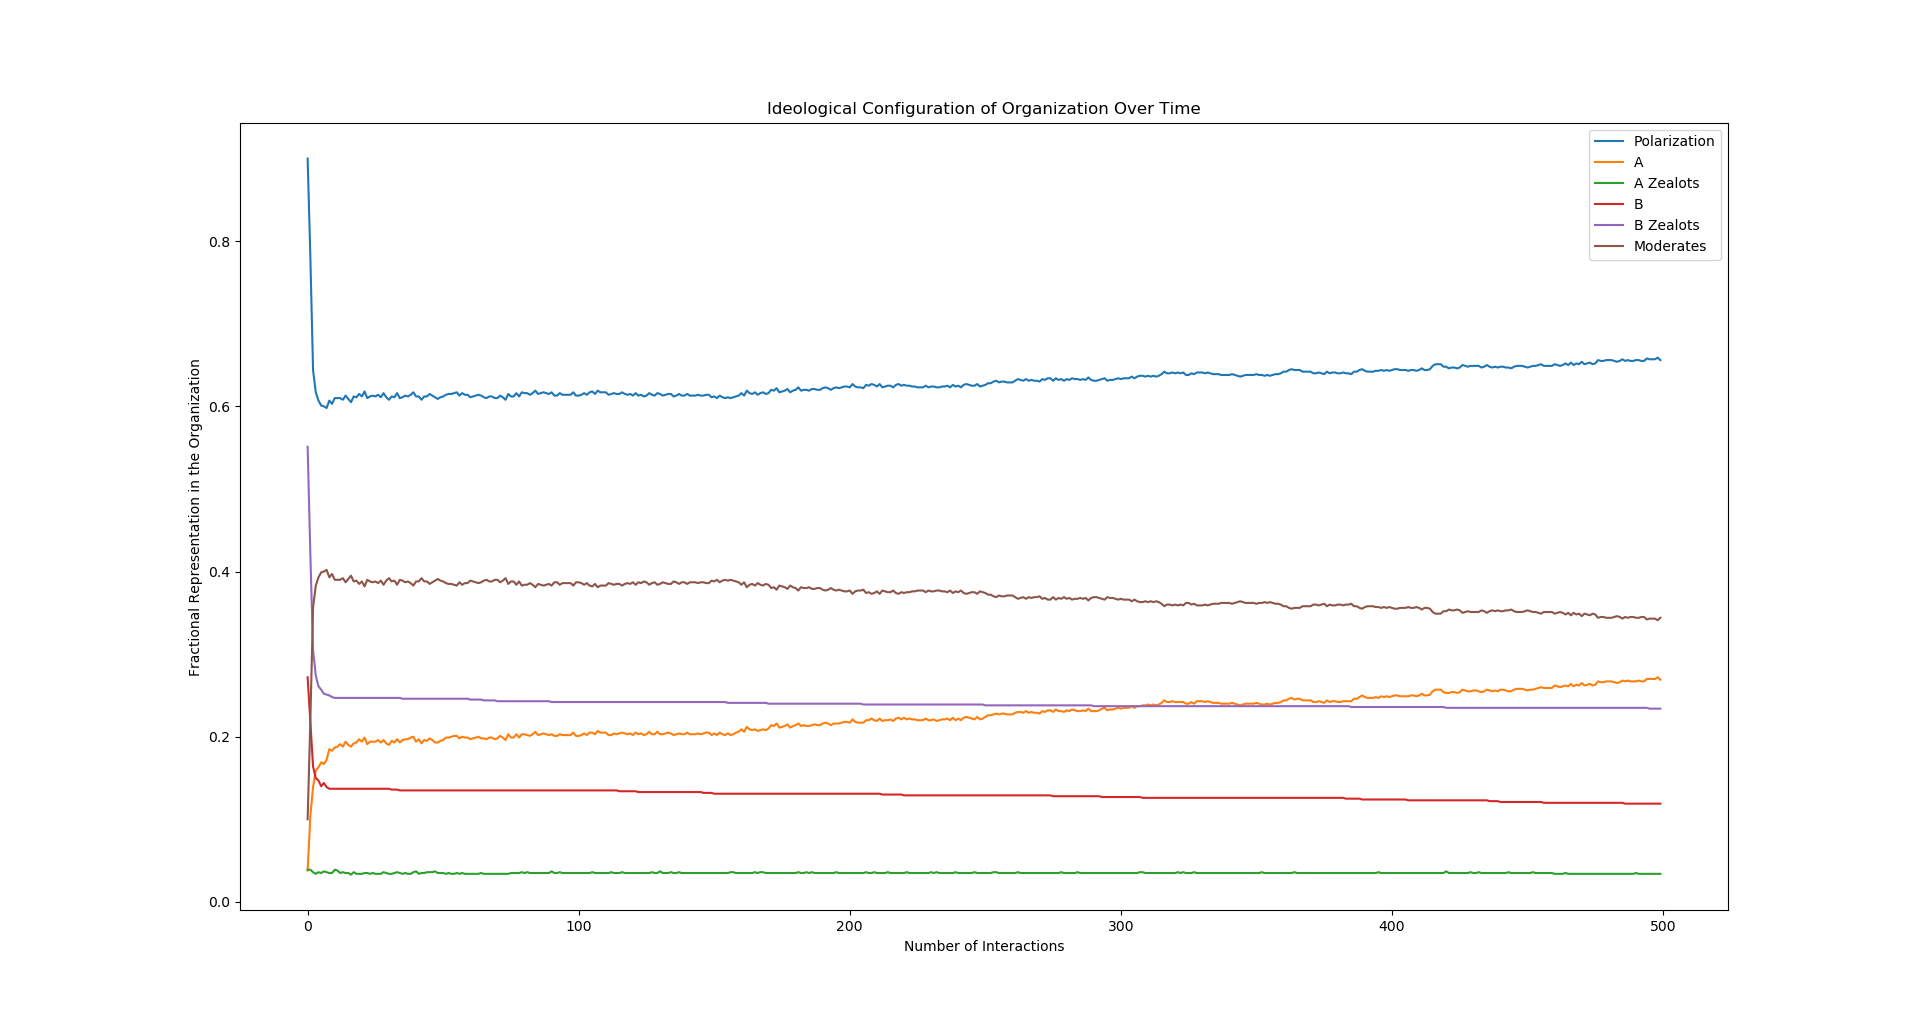 Ideological Configuration of Organization Over Time
Polarization
A
A Zealots
B
B Zealots
Moderates
Fractional Representation in the Organization
0.8
0.6
0.4
0.2
0.0
0 100 200 300 400 500
Number of Interactions